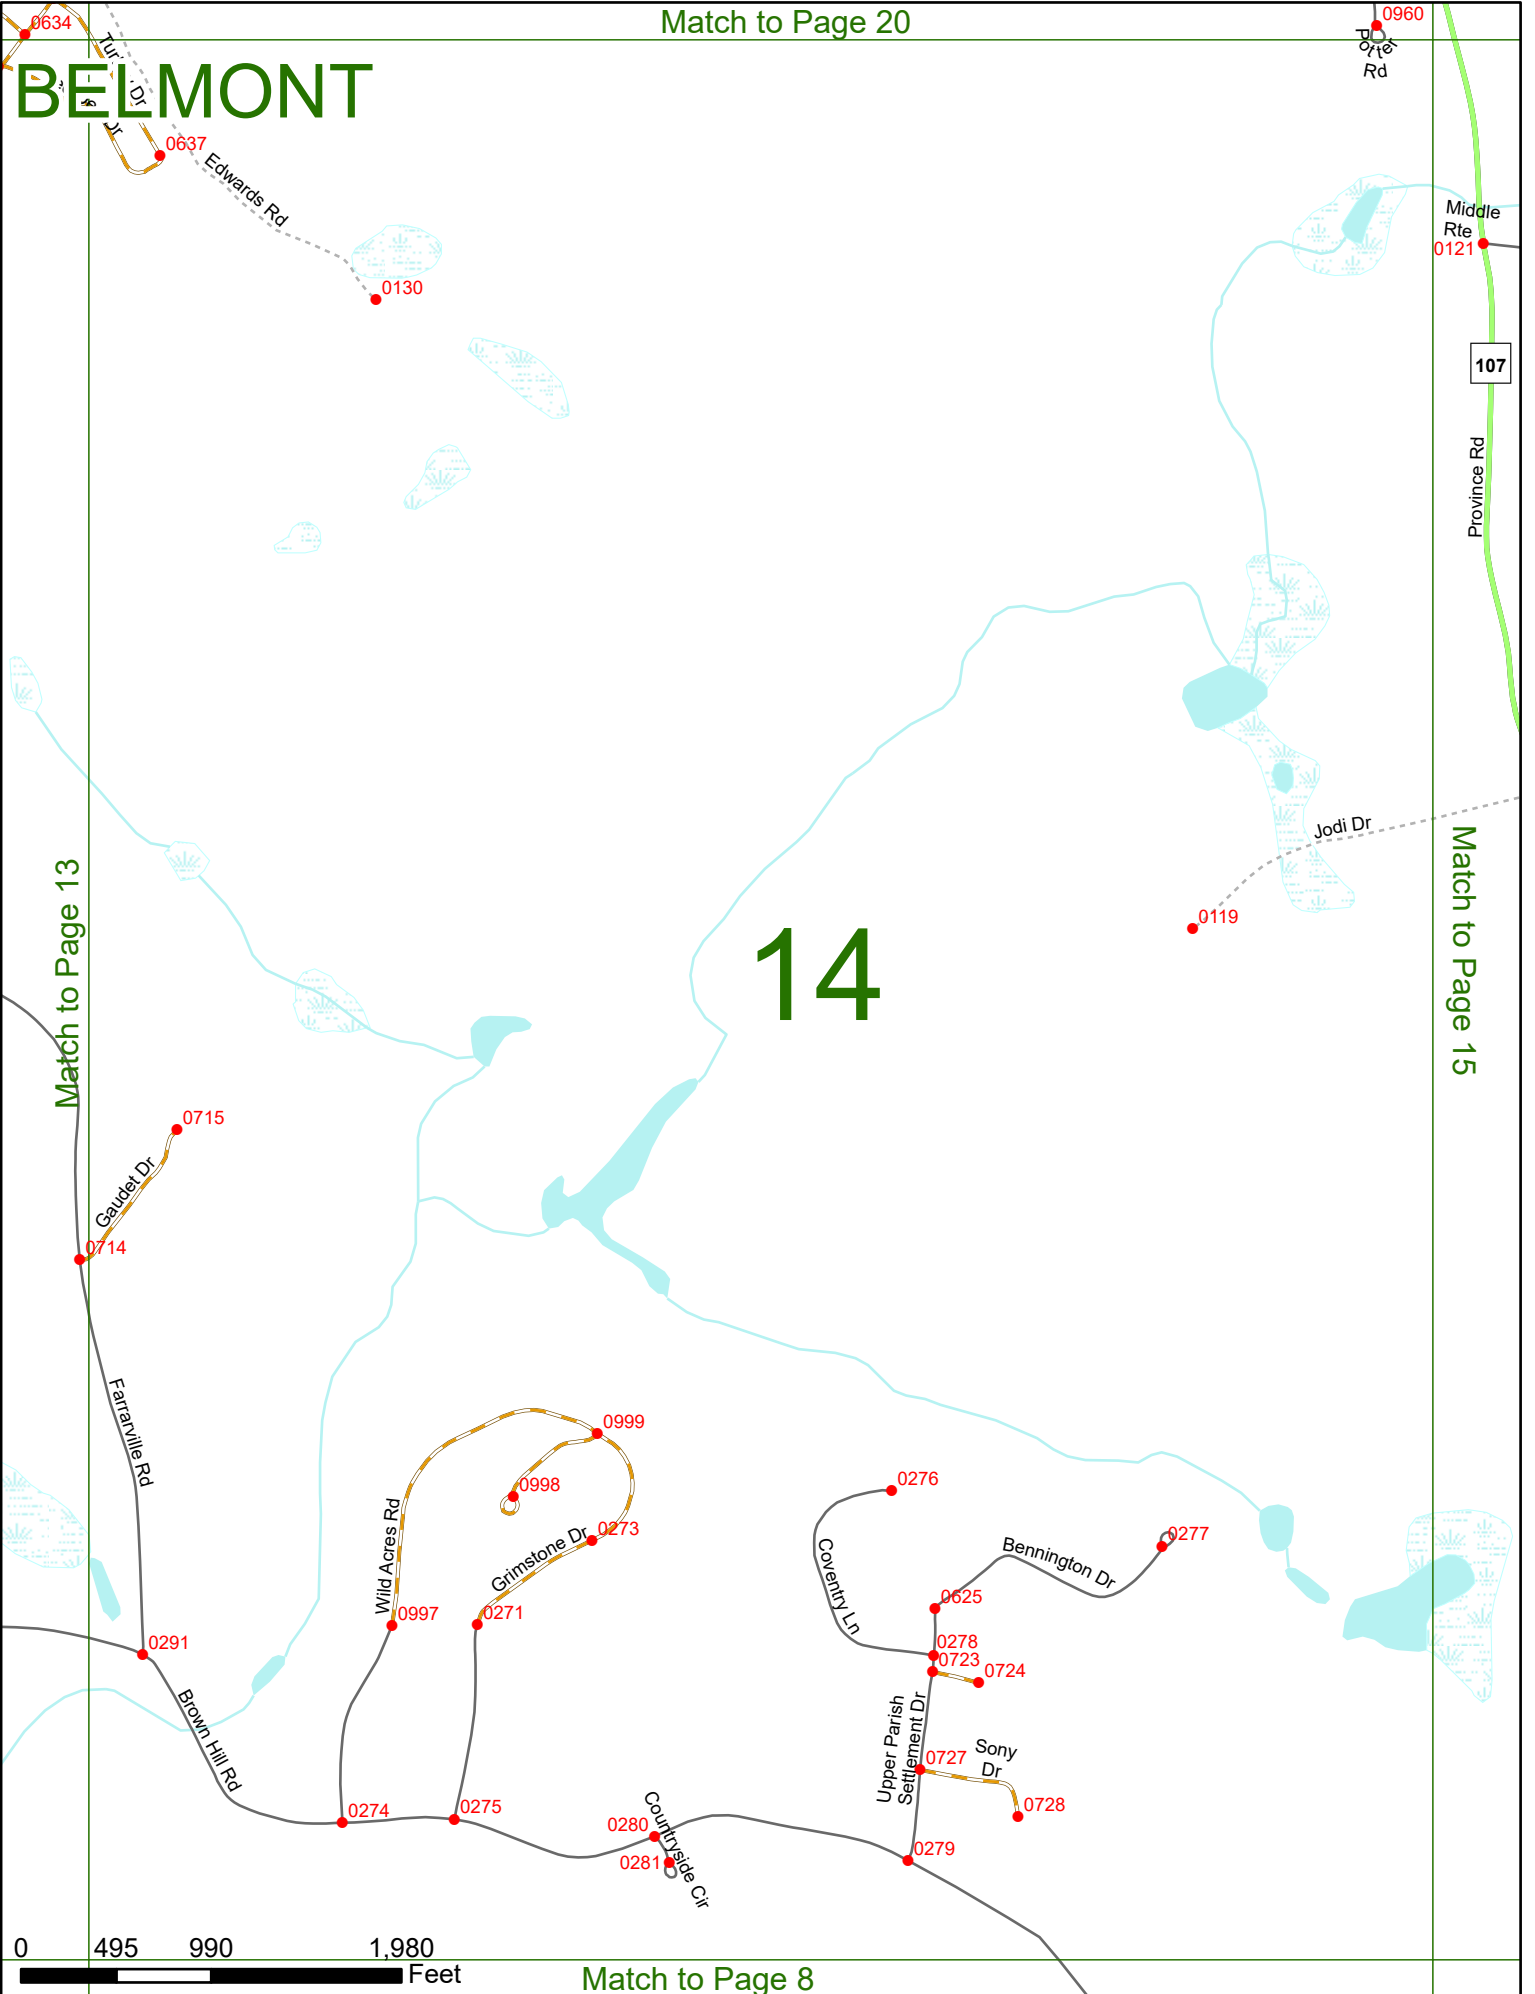 Match to Page 20
0634
0960
Potter
Rd
BELMONT
Dr
Dr
0637
Edwards Rd
0130
Middle
Rte
0121
107
Province Rd
Jodi Dr
0119
Match to Page 13
14
Match to Page 15
0715
Gaudet Dr
0714
Farrarville Rd
0999
0998
0273
Wild Acres Rd
Grimstone Dr
0997
0271
0276
Coventry Ln
Bennington Dr
0277
0625
0278
0723
0724
0291
Brown Hill Rd
Upper Parish
Settlement Dr
0727
Sony
Dr
0728
0274
0275
Countryside Cir
0280
0281
0279
0 495 990 1,980
Feet
Match to Page 8